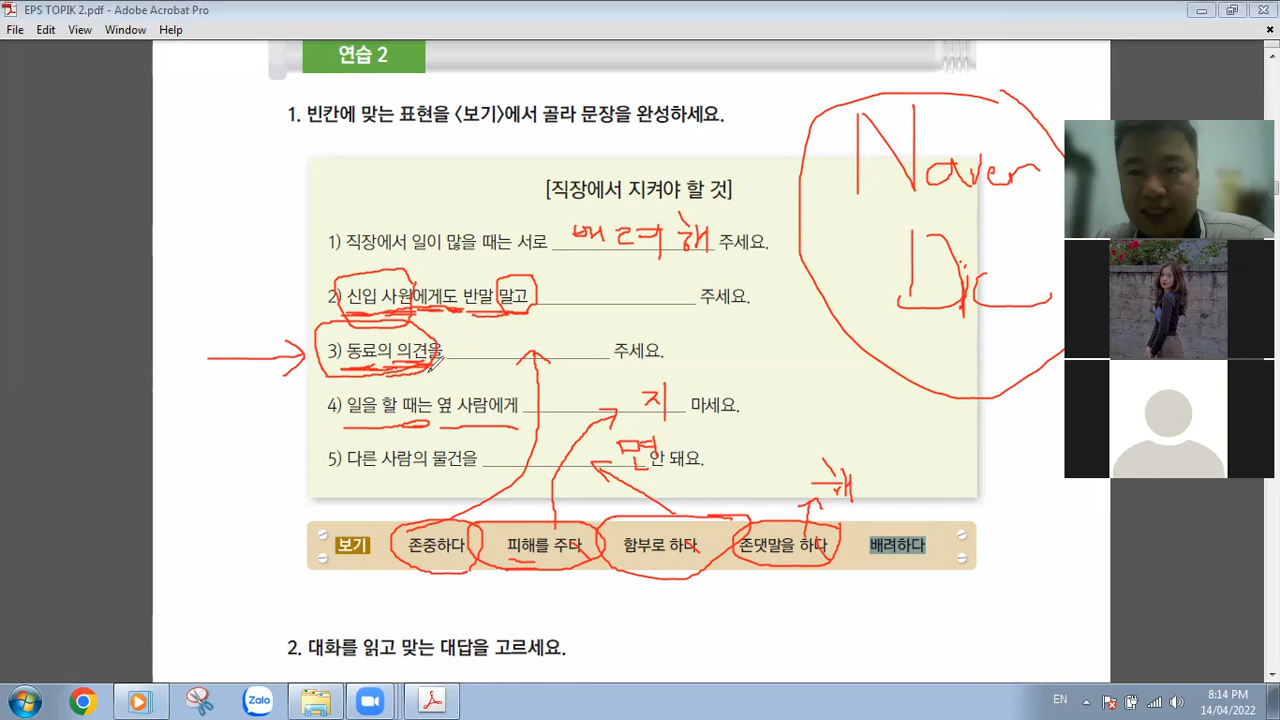 EPS TOPIK 2.pdf - Adobe Acrobat Pro
File Edit View Window Help
연습 2
1. 빈칸에 맞는 표현을 <보기>에서 골라 문장을 완성하세요.
[직장에서 지켜야 할 것]
1) 직장에서 일이 많을 때는 서로 배려해 주세요.
2) 신입 사원에게도 반말 말고 주세요.
3) 동료의 의견을 주세요.
4) 일을 할 때는 옆 사람에게 지 마세요.
5) 다른 사람의 물건을 면 안 돼요.
해
Naver
Dic
보기 존중하다 피해를 주다 함부로 하다 존댓말을 하다 배려하다
2. 대화를 읽고 맞는 대답을 고르세요.
Zalo
EN
8:14 PM
14/04/2022